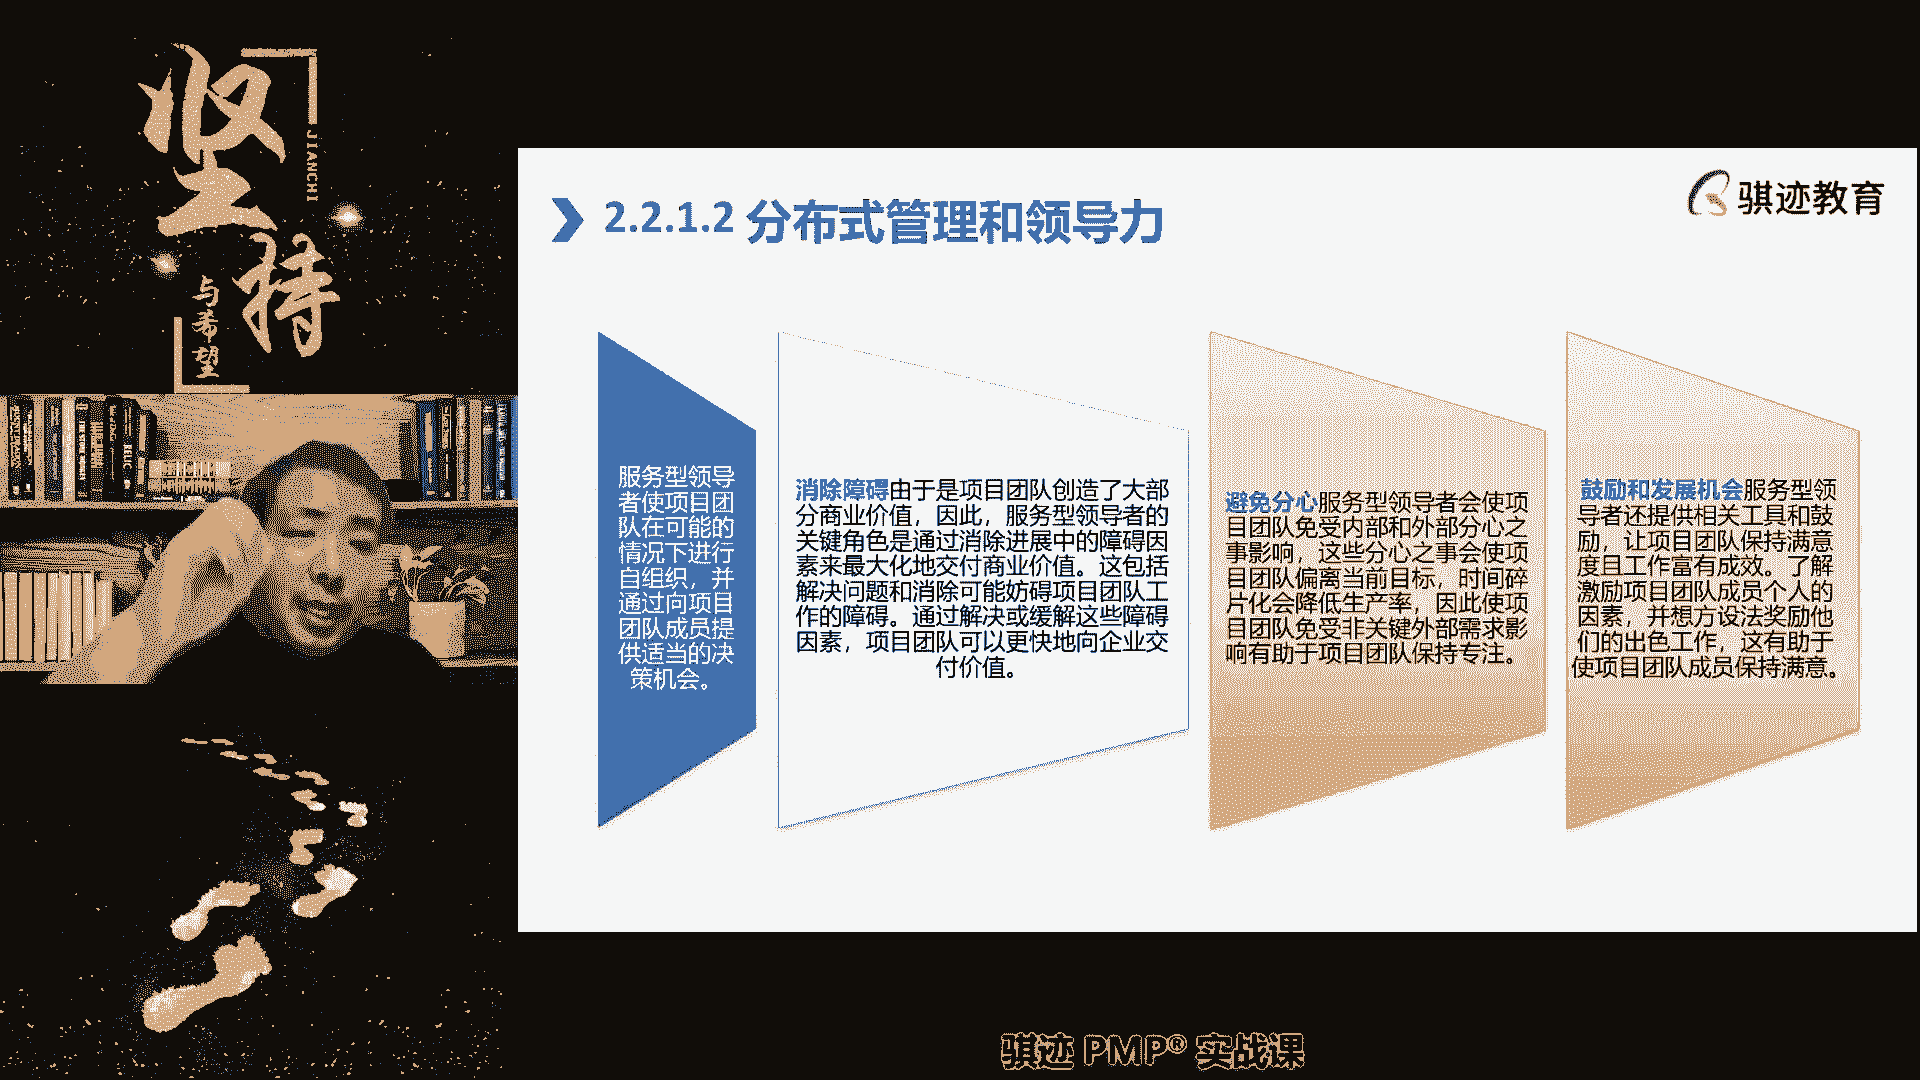 坚持
JIANCHI
与希望
骐迹教育
2.2.1.2 分布式管理和领导力
服务型领导
者使项目团
队在可能的
情况下进行
自组织，并
通过向项目
团队成员提
供适当的决
策机会。
消除障碍由于是项目团队创造了大部
分商业价值，因此，服务型领导者的
关键角色是通过消除进展中的障碍因
素来最大化地交付商业价值。这包括
解决问题和消除可能妨碍项目团队工
作的障碍。通过解决或缓解这些障碍
因素，项目团队可以更快地向企业交
付价值。
避免分心服务型领导者会使项
目团队免受内部和外部分心之
事影响，这些分心之事会使项
目团队偏离当前目标，时间碎
片化会降低生产率，因此使项
目团队免受非关键外部需求影
响有助于项目团队保持专注。
鼓励和发展机会服务型领
导者还提供相关工具和鼓
励，让项目团队保持满意
度且工作富有成效。了解
激励项目团队成员个人的
因素，并想方设法奖励他
们的出色工作，这有助于
使项目团队成员保持满意。
骐迹 PMP® 实战课